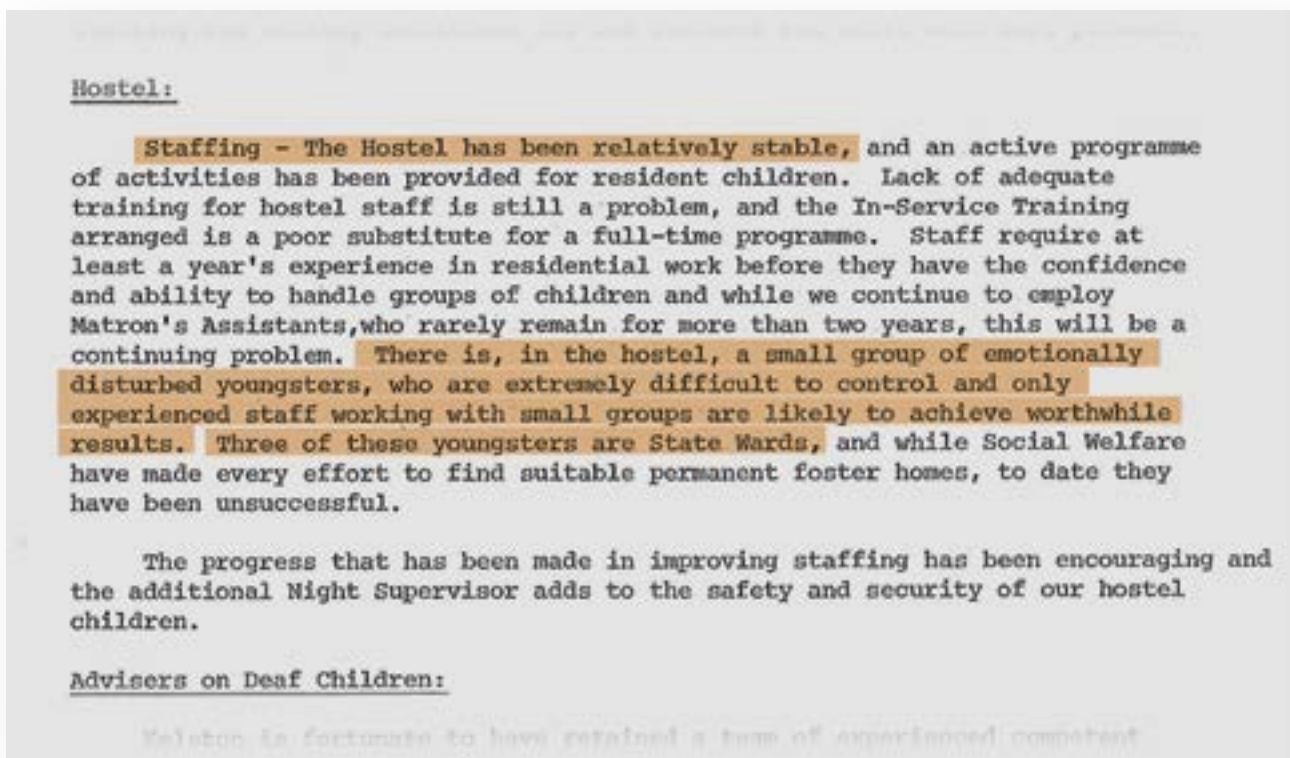 Hostel:
Staffing - The Hostel has been relatively stable, and an active programme
of activities has been provided for resident children. Lack of adequate
training for hostel staff is still a problem, and the In-Service Training
arranged is a poor substitute for a full-time programme. Staff require at
least a year's experience in residential work before they have the confidence
and ability to handle groups of children and while we continue to employ
Matron's Assistants,who rarely remain for more than two years, this will be a
continuing problem. There is, in the hostel, a small group of emotionally
disturbed youngsters, who are extremely difficult to control and only
experienced staff working with small groups are likely to achieve worthwhile
results. Three of these youngsters are State Wards, and while Social Welfare
have made every effort to find suitable permanent foster homes, to date they
have been unsuccessful.
The progress that has been made in improving staffing has been encouraging and
the additional Night Supervisor adds to the safety and security of our hostel
children.
Advisers on Deaf Children:
is fortunate to have retained a team of experienced competent